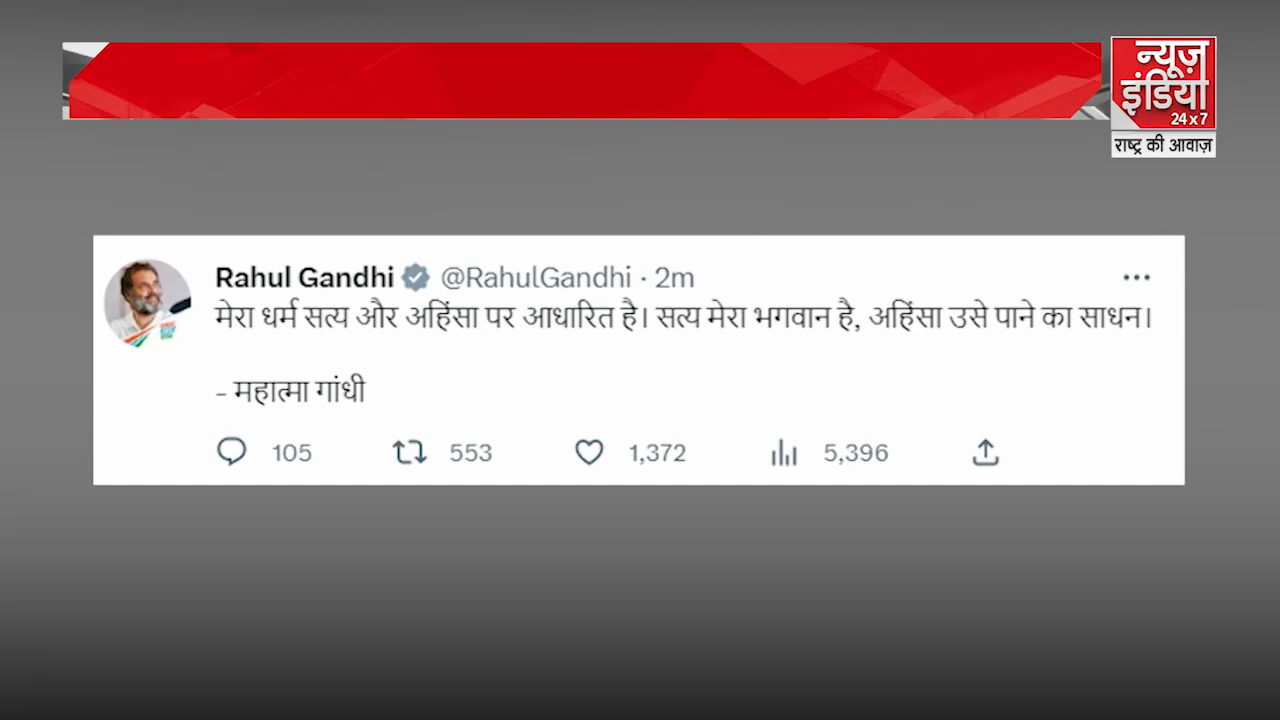 न्यूज़
इंडिया
24x7
राष्ट्र की आवाज़
Rahul Gandhi @RahulGandhi · 2m
मेरा धर्म सत्य और अहिंसा पर आधारित है। सत्य मेरा भगवान है, अहिंसा उसे पाने का साधन।
- महात्मा गांधी
105 553 1,372 5,396